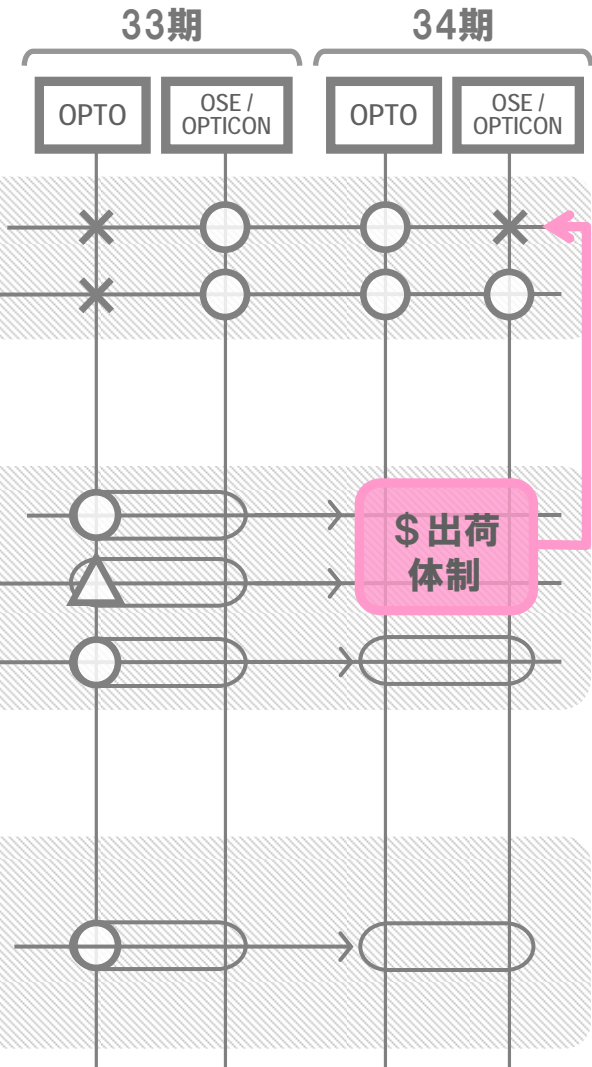 33期
34期
OPTO
OSE /
OPTICON
OPTO
OSE /
OPTICON
$出荷
体制